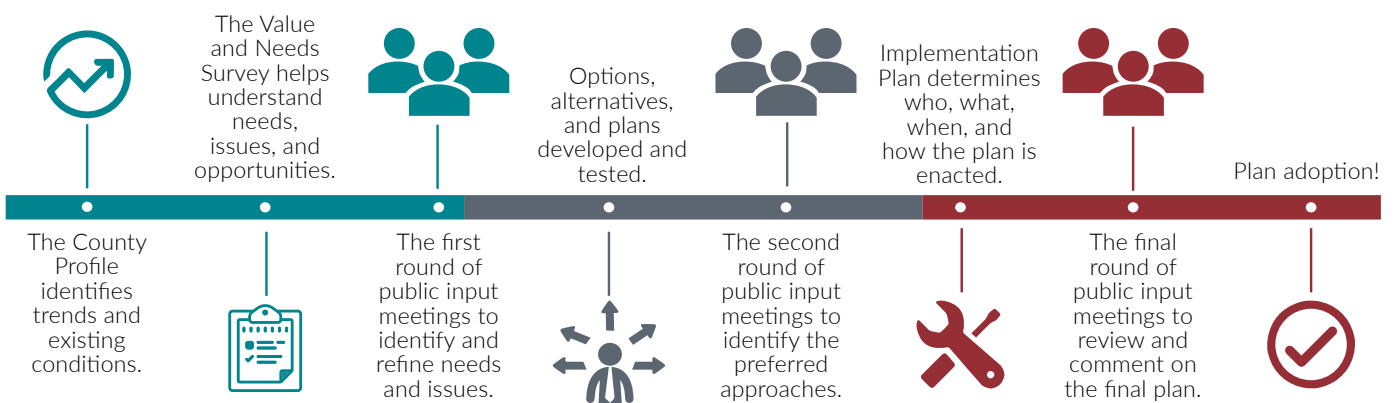 The County
Profile
identifies
trends and
existing
conditions.
The Value
and Needs
Survey helps
understand
needs,
issues, and
opportunities.
The first
round of
public input
meetings to
identify and
refine needs
and issues.
Options,
alternatives,
and plans
developed and
tested.
The second
round of
public input
meetings to
identify the
preferred
approaches.
Implementation
Plan determines
who, what,
when, and
how the plan is
enacted.
The final
round of
public input
meetings to
review and
comment on
the final plan.
Plan adoption!